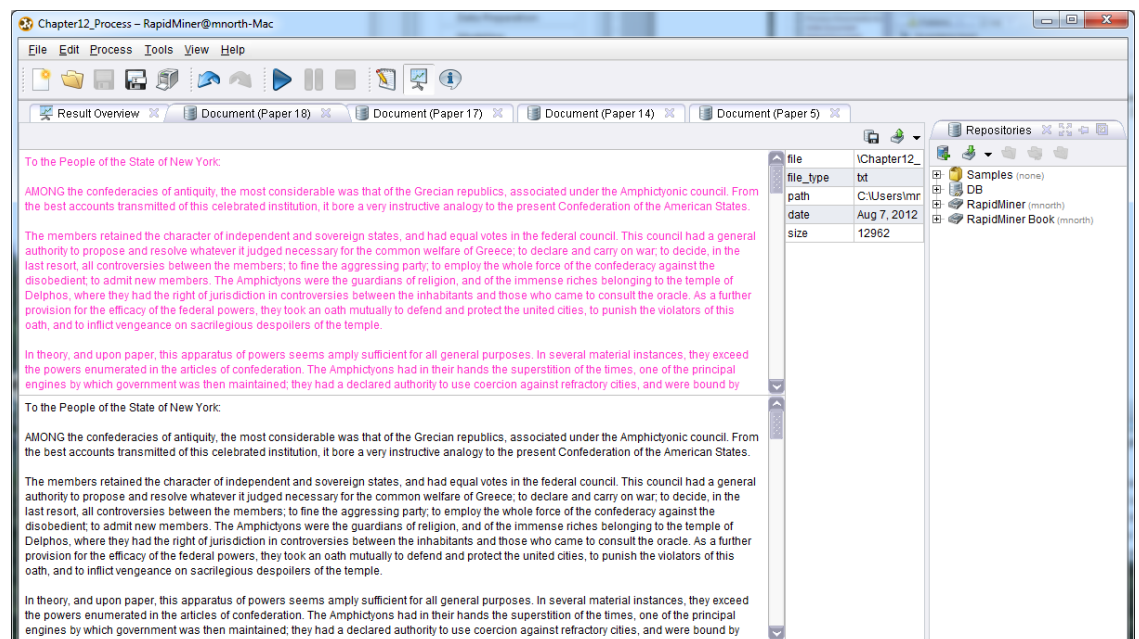 Chapter12_Process – RapidMiner@mnorth-Mac
File Edit Process Tools View Help
Result Overview
Document (Paper 18)
Document (Paper 17)
Document (Paper 14)
Document (Paper 5)
To the People of the State of New York:
AMONG the confederacies of antiquity, the most considerable was that of the Grecian republics, associated under the Amphictyonic council. From
the best accounts transmitted of this celebrated institution, it bore a very instructive analogy to the present Confederation of the American States.
The members retained the character of independent and sovereign states, and had equal votes in the federal council. This council had a general
authority to propose and resolve whatever it judged necessary for the common welfare of Greece; to declare and carry on war; to decide, in the
last resort, all controversies between the members; to fine the aggressing party; to employ the whole force of the confederacy against the
disobedient; to admit new members. The Amphictyons were the guardians of religion, and of the immense riches belonging to the temple of
Delphos, where they had the right of jurisdiction in controversies between the inhabitants and those who came to consult the oracle. As a further
provision for the efficacy of the federal powers, they took an oath mutually to defend and protect the united cities, to punish the violators of this
oath, and to inflict vengeance on sacrilegious despoilers of the temple.
In theory, and upon paper, this apparatus of powers seems amply sufficient for all general purposes. In several material instances, they exceed
the powers enumerated in the articles of confederation. The Amphictyons had in their hands the superstition of the times, one of the principal
engines by which government was then maintained; they had a declared authority to use coercion against refractory cities, and were bound by
To the People of the State of New York:
AMONG the confederacies of antiquity, the most considerable was that of the Grecian republics, associated under the Amphictyonic council. From
the best accounts transmitted of this celebrated institution, it bore a very instructive analogy to the present Confederation of the American States.
The members retained the character of independent and sovereign states, and had equal votes in the federal council. This council had a general
authority to propose and resolve whatever it judged necessary for the common welfare of Greece; to declare and carry on war; to decide, in the
last resort, all controversies between the members; to fine the aggressing party; to employ the whole force of the confederacy against the
disobedient; to admit new members. The Amphictyons were the guardians of religion, and of the immense riches belonging to the temple of
Delphos, where they had the right of jurisdiction in controversies between the inhabitants and those who came to consult the oracle. As a further
provision for the efficacy of the federal powers, they took an oath mutually to defend and protect the united cities, to punish the violators of this
oath, and to inflict vengeance on sacrilegious despoilers of the temple.
In theory, and upon paper, this apparatus of powers seems amply sufficient for all general purposes. In several material instances, they exceed
the powers enumerated in the articles of confederation. The Amphictyons had in their hands the superstition of the times, one of the principal
engines by which government was then maintained; they had a declared authority to use coercion against refractory cities, and were bound by
file \Chapter12_
file_type txt
path C:\Users\mr
date Aug 7, 2012
size 12962
Repositories
Samples (none)
DB
RapidMiner (mnorth)
RapidMiner Book (mnorth)